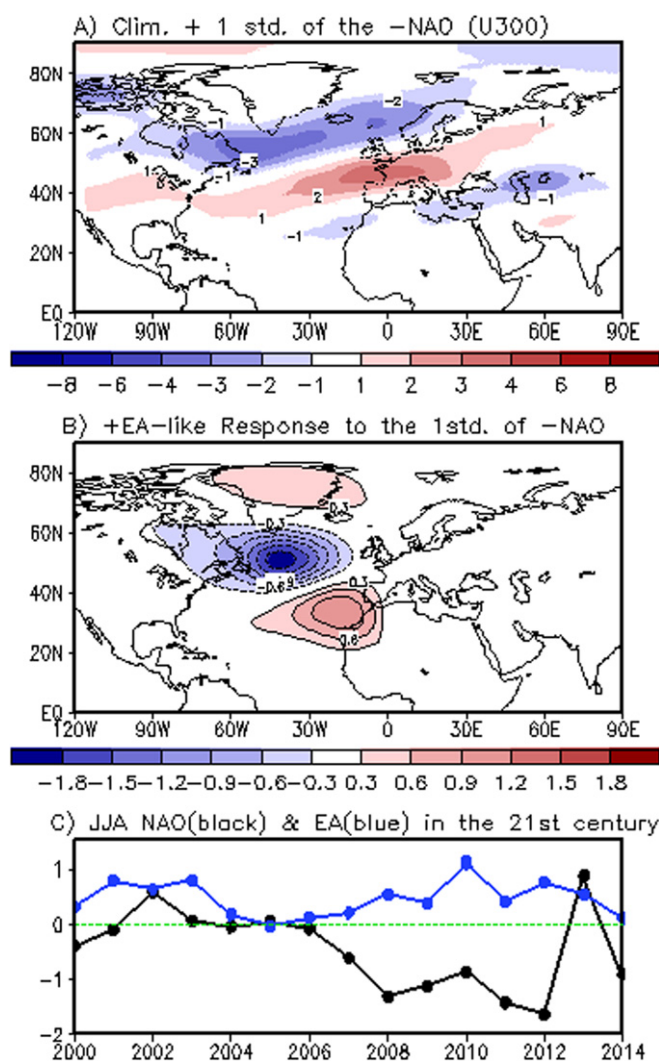 A) Clim. + 1 std. of the -NAO (U300)
80N
60N
40N
20N
EQ
-1
-2
-3
-1
1
1
2
1
-1
-1
120W 90W 60W 30W 0 30E 60E 90E
-8 -6 -4 -3 -2 -1 1 2 3 4 6 8
B) +EA-like Response to the 1std. of -NAO
80N
60N
40N
20N
EQ
0.3
-0.3
0.3
0.6
120W 90W 60W 30W 0 30E 60E 90E
-1.8 -1.5 -1.2 -0.9 -0.6 -0.3 0.3 0.6 0.9 1.2 1.5 1.8
C) JJA NAO(black) & EA(blue) in the 21st century
1
0
-1
-2
2000 2002 2004 2006 2008 2010 2012 2014